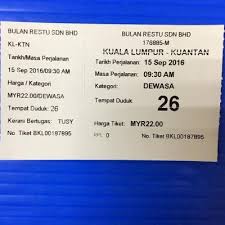 BULAN RESTU SDN BHD
KL-KTN
Tarikh/Masa Perjalanan
15 Sep 2016/09:30 AM
Harga / Kategori
MYR22.00/DEWASA
Tempat Duduk: 26
Kerani Bertugas: TUSY
No. Tiket BKL00187895
BULAN RESTU SDN BHD
176885-M
KUALA LUMPUR - KUANTAN
Tarikh Perjalanan: 15 Sep 2016
Masa Perjalanan: 09:30 AM
Kategori: DEWASA
Tempat Duduk: 26
Harga Tiket: MYR22.00
RPL: 0 No. Tiket BKL00187895